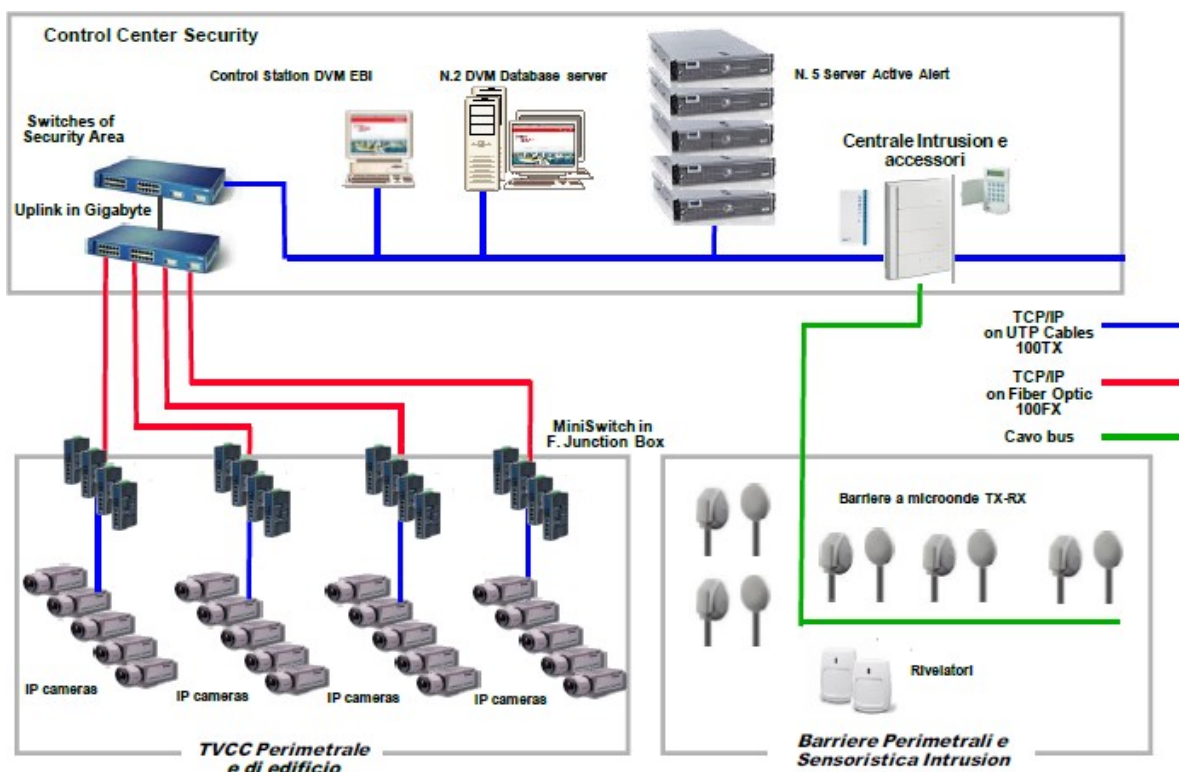 Control Center Security
Control Station DVM EBI
N.2 DVM Database server
N. 5 Server Active Alert
Switches of
Security Area
Centrale Intrusion e
accessori
Uplink in Gigabyte
TCP/IP
on UTP Cables
100TX
TCP/IP
on Fiber Optic
100FX
Cavo bus
MiniSwitch in
F. Junction Box
Barriere a microonde TX-RX
Rivelatori
IP cameras
IP cameras
IP cameras
IP cameras
TVCC Perimetrale
e di edificio
Barriere Perimetrali e
Sensoristica Intrusion